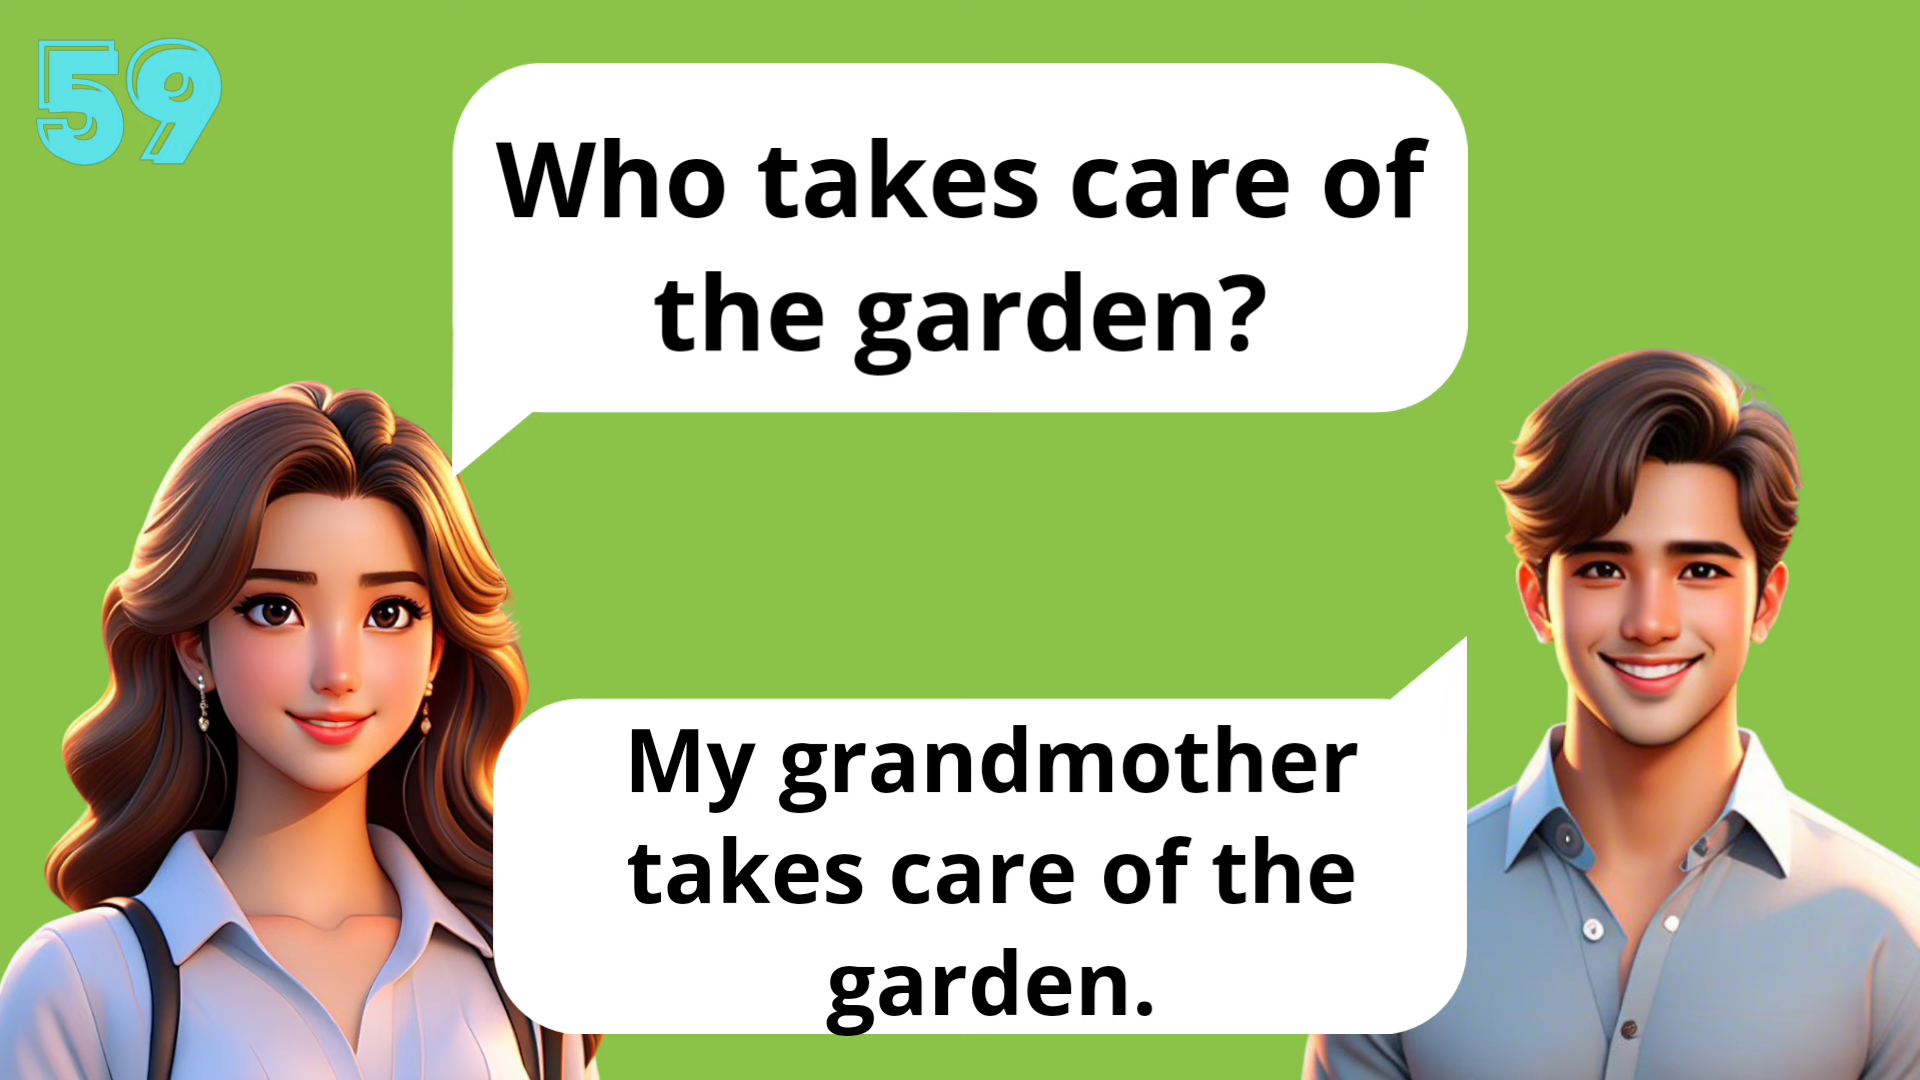 59
Who takes care of
the garden?
My grandmother
takes care of the
garden.